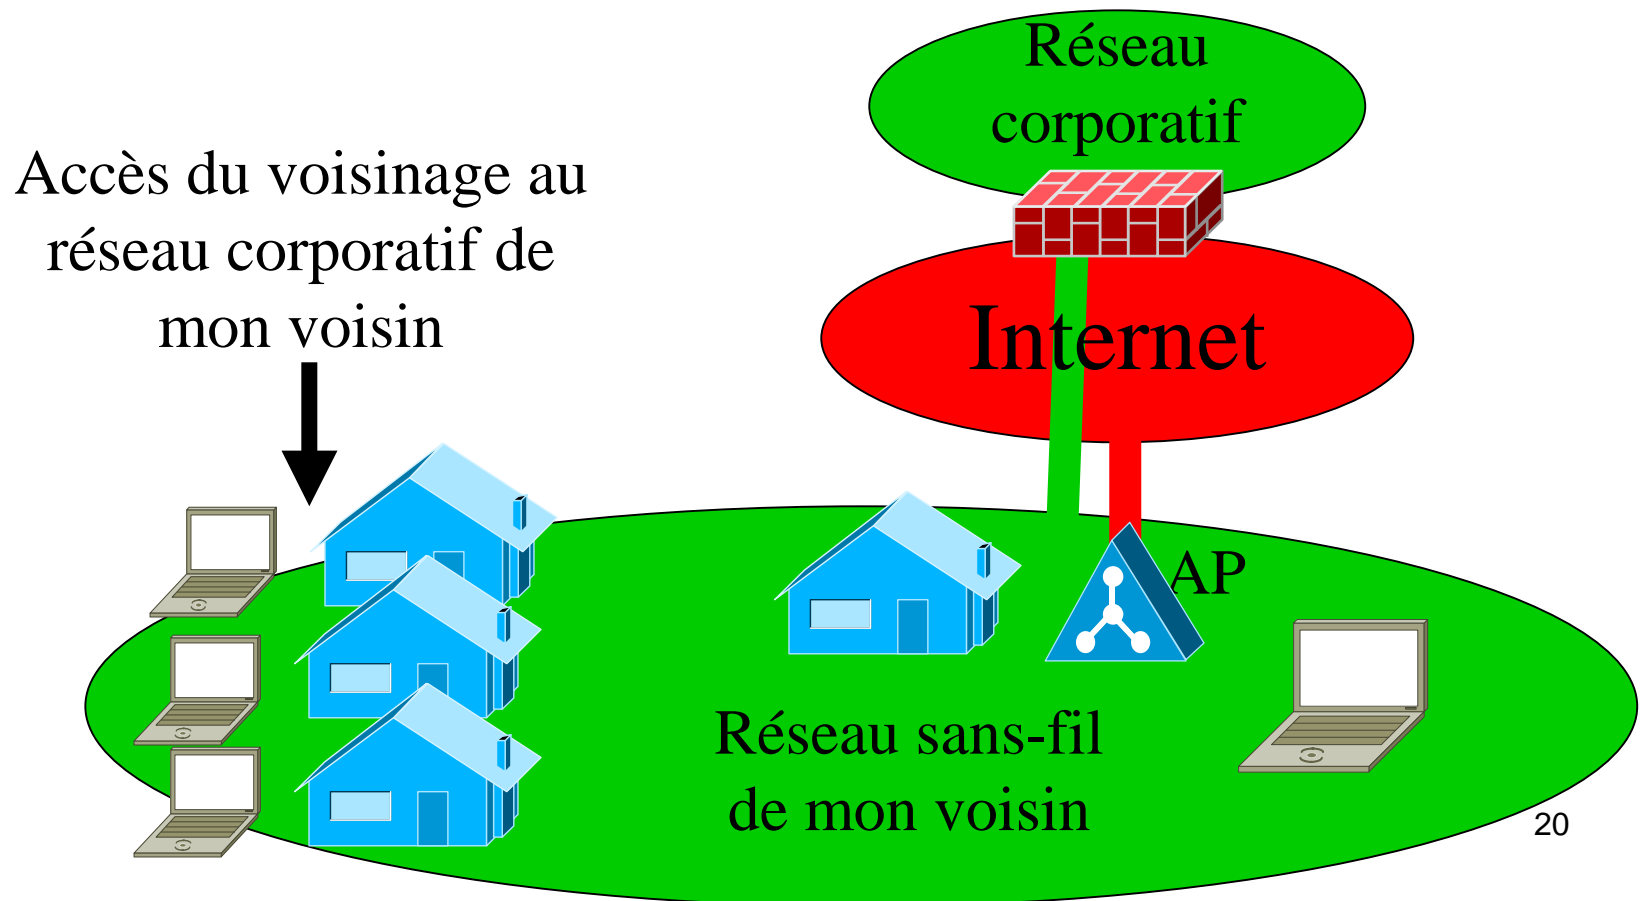 Réseau
corporatif
Accès du voisinage au
réseau corporatif de
mon voisin
Internet
AP
Réseau sans-fil
de mon voisin
20